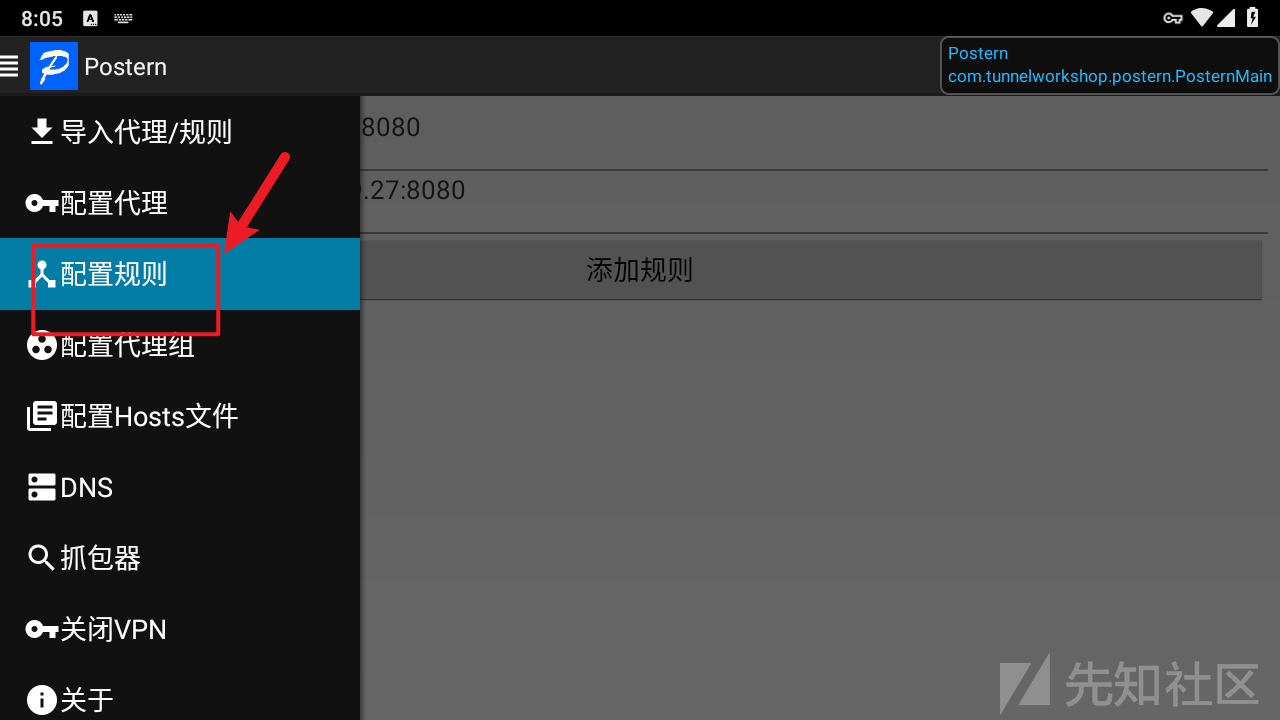 8:05
Postern
Postern
com.tunnelworkshop.postern.PosternMain
导入代理/规则
8080
配置代理
.27:8080
配置规则
添加规则
配置代理组
配置Hosts文件
DNS
抓包器
关闭VPN
关于
先知社区